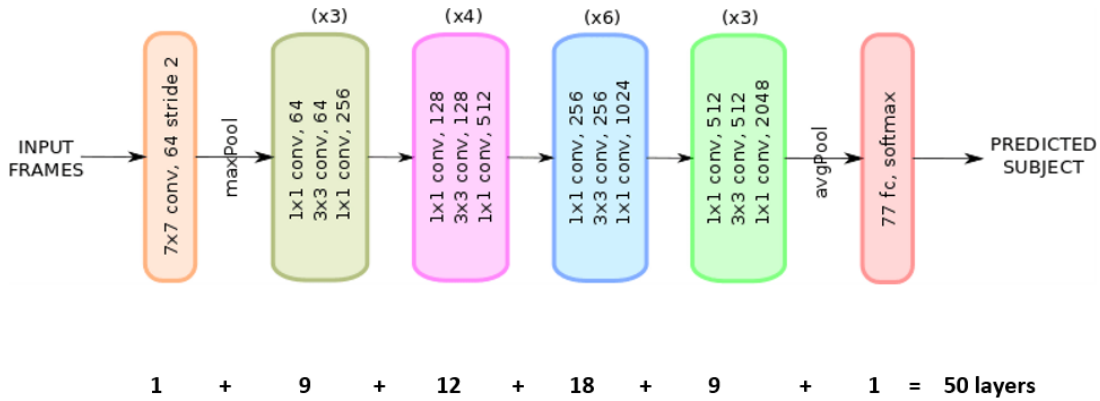 (x3)
(x4)
(x6)
(x3)
INPUT
FRAMES
7x7 conv, 64 stride 2
maxPool
1x1 conv, 64
3x3 conv, 64
1x1 conv, 256
1x1 conv, 128
3x3 conv, 128
1x1 conv, 512
1x1 conv, 256
3x3 conv, 256
1x1 conv, 1024
1x1 conv, 512
3x3 conv, 512
1x1 conv, 2048
avgPool
77 fc, softmax
PREDICTED
SUBJECT
1 + 9 + 12 + 18 + 9 + 1 = 50 layers